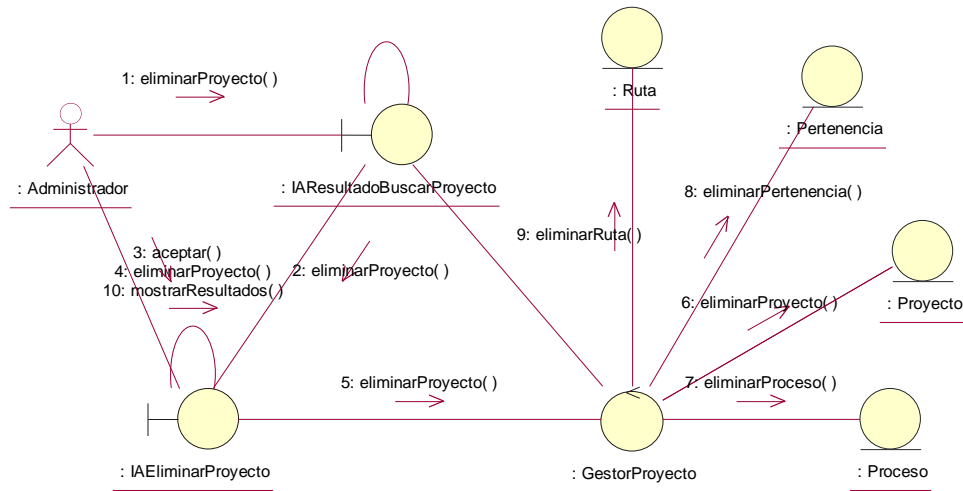 1: eliminarProyecto( )
: Ruta
: Pertenencia
: Administrador
: IAResultadoBuscarProyecto
8: eliminarPertenencia( )
9: eliminarRuta( )
3: aceptar( )
4: eliminarProyecto( )
2: eliminarProyecto( )
10: mostrarResultados( )
6: eliminarProyecto( )
: Proyecto
5: eliminarProyecto( )
7: eliminarProceso( )
: IAEliminarProyecto
: GestorProyecto
: Proceso